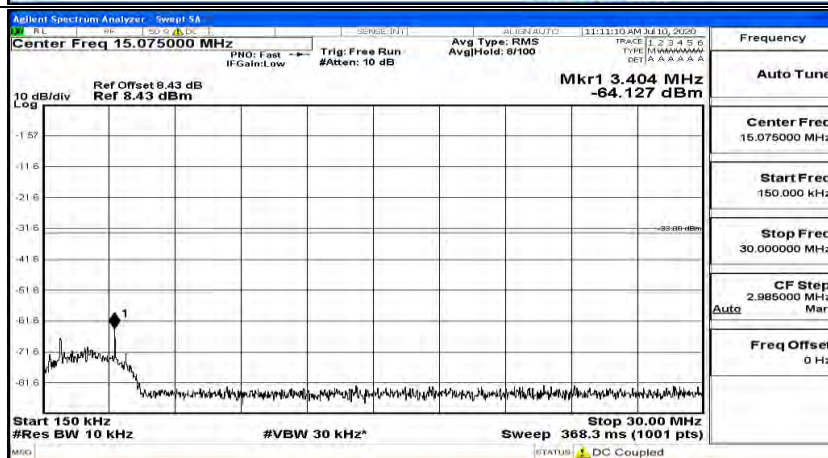 Agilent Spectrum Analyzer - Swept SA
RL RF 50 Ω DC SENSE:INT ALIGN AUTO 11:11:10 AM Jul 10, 2020
Center Freq 15.075000 MHz
PNO: Fast
IFGain:Low
Trig: Free Run
#Atten: 10 dB
Avg Type: RMS
Avg|Hold: 8/100
TRACE 1 2 3 4 5 6
TYPE MWWWWW
DET A A A A A A
Ref Offset 8.43 dB
10 dB/div Ref 8.43 dBm
Log
Mkr1 3.404 MHz
-64.127 dBm
-1.57
-11.6
-21.6
-31.6
-33.00 dBm
-41.6
-51.6
-61.6
1
-71.6
-81.6
Start 150 kHz
Stop 30.00 MHz
#Res BW 10 kHz
#VBW 30 kHz*
Sweep 368.3 ms (1001 pts)
MSG
STATUS DC Coupled
Frequency
Auto Tune
Center Freq
15.075000 MHz
Start Freq
150.000 kHz
Stop Freq
30.000000 MHz
CF Step
2.985000 MHz
Auto Man
Freq Offset
0 Hz